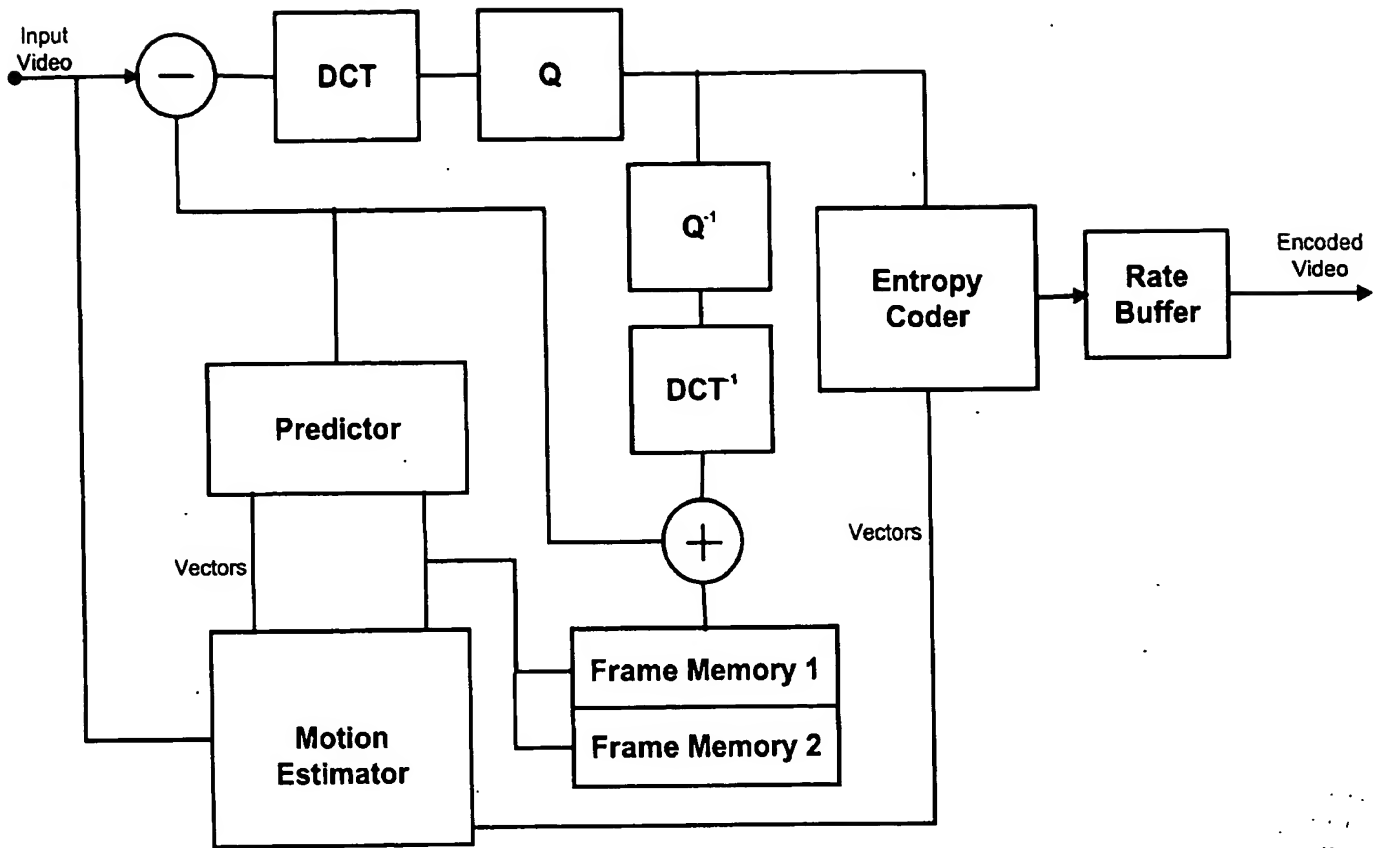 Input
Video
−
DCT
Q
Q⁻¹
DCT⁻¹
Entropy
Coder
Rate
Buffer
Encoded
Video
Predictor
+
Vectors
Vectors
Frame Memory 1
Frame Memory 2
Motion
Estimator